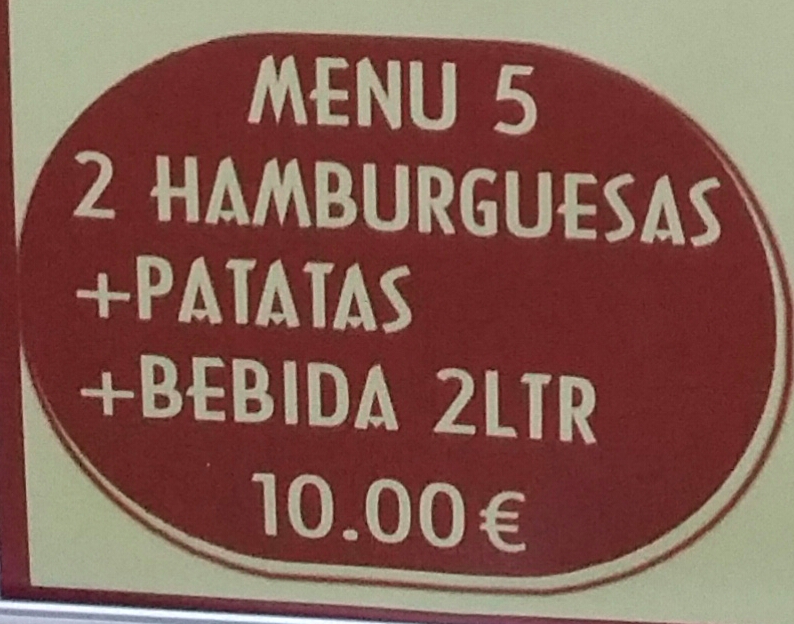 MENU 5
2 HAMBURGUESAS
+PATATAS
+BEBIDA 2LTR
10.00€